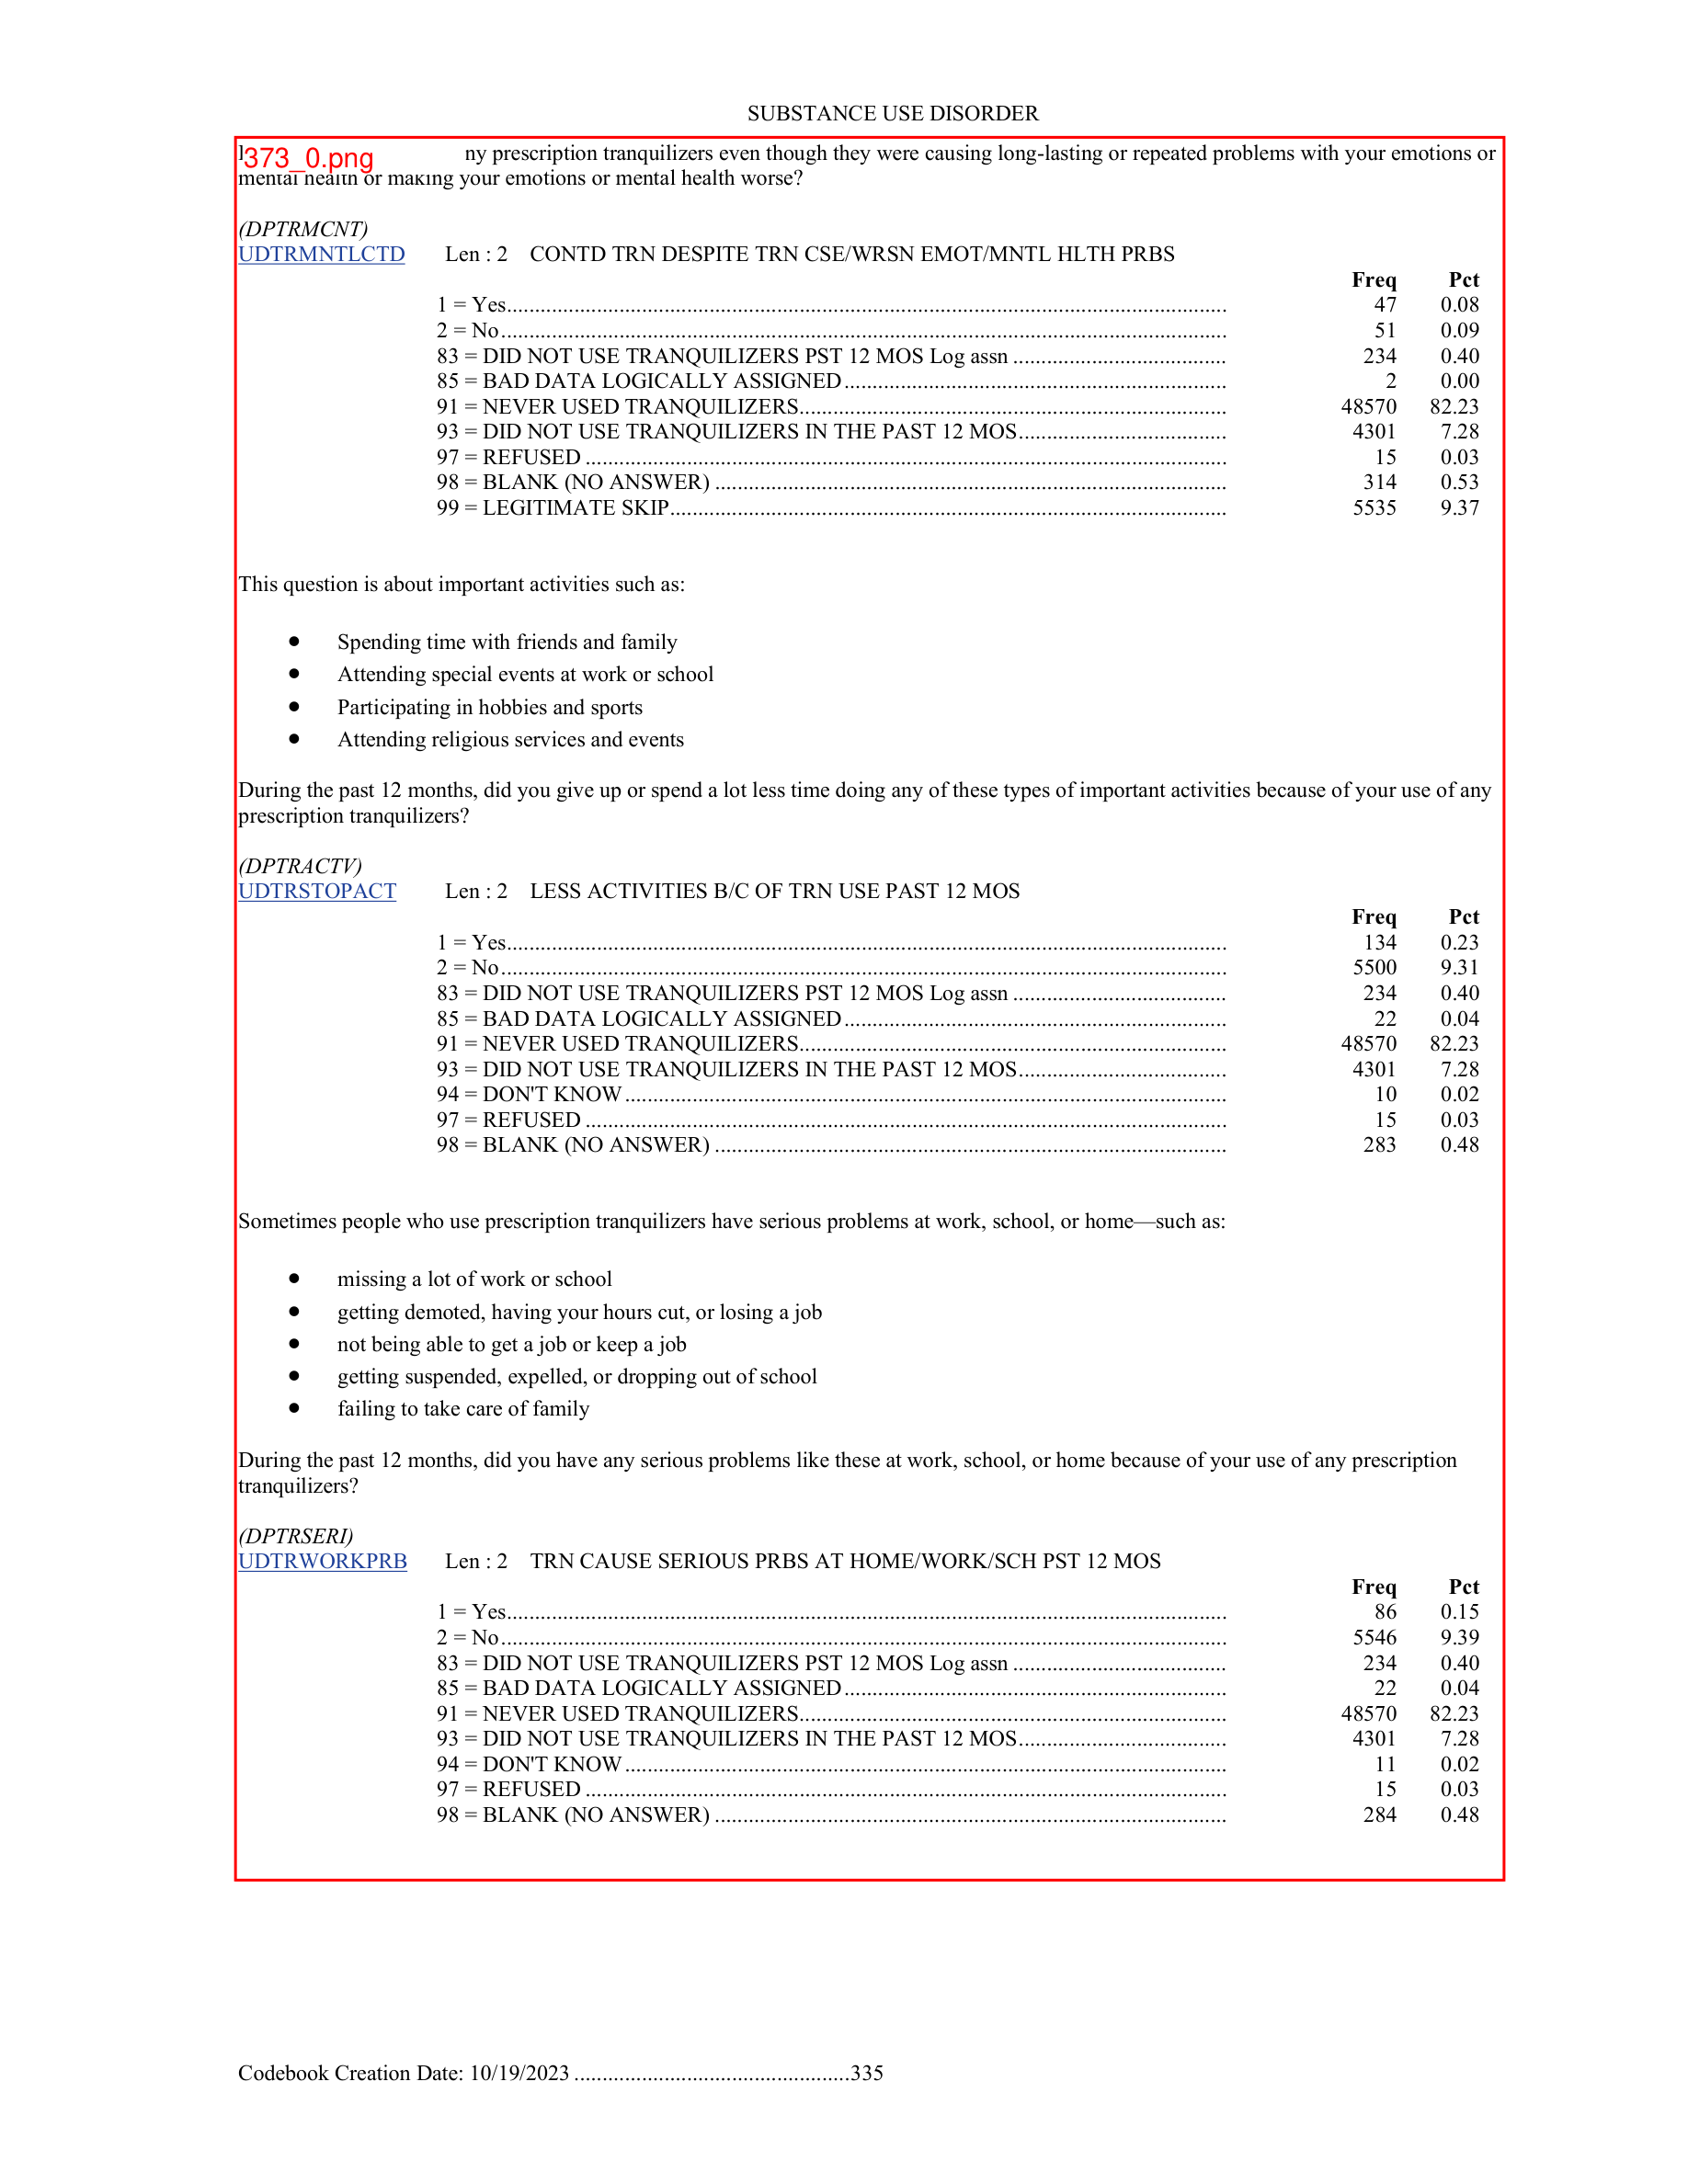 SUBSTANCE USE DISORDER
373_0.png ny prescription tranquilizers even though they were causing long-lasting or repeated problems with your emotions or
mental health or making your emotions or mental health worse?
(DPTRMCNT)
UDTRMNTLCTD Len : 2 CONTD TRN DESPITE TRN CSE/WRSN EMOT/MNTL HLTH PRBS
Freq Pct
1 = Yes 47 0.08
2 = No 51 0.09
83 = DID NOT USE TRANQUILIZERS PST 12 MOS Log assn 234 0.40
85 = BAD DATA LOGICALLY ASSIGNED 2 0.00
91 = NEVER USED TRANQUILIZERS 48570 82.23
93 = DID NOT USE TRANQUILIZERS IN THE PAST 12 MOS 4301 7.28
97 = REFUSED 15 0.03
98 = BLANK (NO ANSWER) 314 0.53
99 = LEGITIMATE SKIP 5535 9.37
This question is about important activities such as:
• Spending time with friends and family
• Attending special events at work or school
• Participating in hobbies and sports
• Attending religious services and events
During the past 12 months, did you give up or spend a lot less time doing any of these types of important activities because of your use of any
prescription tranquilizers?
(DPTRACTV)
UDTRSTOPACT Len : 2 LESS ACTIVITIES B/C OF TRN USE PAST 12 MOS
Freq Pct
1 = Yes 134 0.23
2 = No 5500 9.31
83 = DID NOT USE TRANQUILIZERS PST 12 MOS Log assn 234 0.40
85 = BAD DATA LOGICALLY ASSIGNED 22 0.04
91 = NEVER USED TRANQUILIZERS 48570 82.23
93 = DID NOT USE TRANQUILIZERS IN THE PAST 12 MOS 4301 7.28
94 = DON'T KNOW 10 0.02
97 = REFUSED 15 0.03
98 = BLANK (NO ANSWER) 283 0.48
Sometimes people who use prescription tranquilizers have serious problems at work, school, or home—such as:
• missing a lot of work or school
• getting demoted, having your hours cut, or losing a job
• not being able to get a job or keep a job
• getting suspended, expelled, or dropping out of school
• failing to take care of family
During the past 12 months, did you have any serious problems like these at work, school, or home because of your use of any prescription
tranquilizers?
(DPTRSERI)
UDTRWORKPRB Len : 2 TRN CAUSE SERIOUS PRBS AT HOME/WORK/SCH PST 12 MOS
Freq Pct
1 = Yes 86 0.15
2 = No 5546 9.39
83 = DID NOT USE TRANQUILIZERS PST 12 MOS Log assn 234 0.40
85 = BAD DATA LOGICALLY ASSIGNED 22 0.04
91 = NEVER USED TRANQUILIZERS 48570 82.23
93 = DID NOT USE TRANQUILIZERS IN THE PAST 12 MOS 4301 7.28
94 = DON'T KNOW 11 0.02
97 = REFUSED 15 0.03
98 = BLANK (NO ANSWER) 284 0.48
Codebook Creation Date: 10/19/2023 335